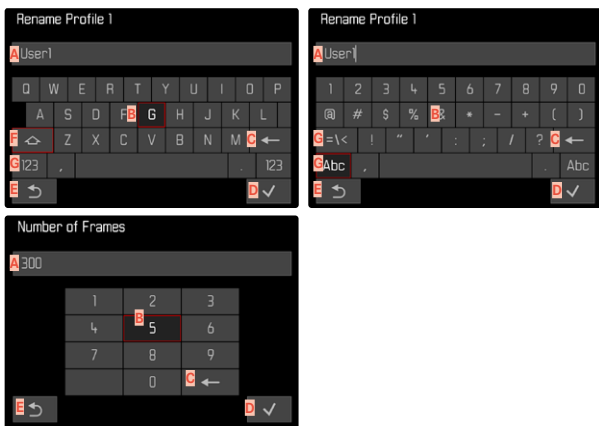 Rename Profile 1
A User1
Q W E R T Y U I O P
A S D F B G H J K L
F Z X C V B N M C ←
G 123 , . 123
E D
Rename Profile 1
A User1
1 2 3 4 5 6 7 8 9 0
@ # $ % B & * - + ( )
G =\< ! " ' : ; / ? C ←
G Abc , . Abc
E D
Number of Frames
A 300
1 2 3
4 B 5 6
7 8 9
0 C ←
E D